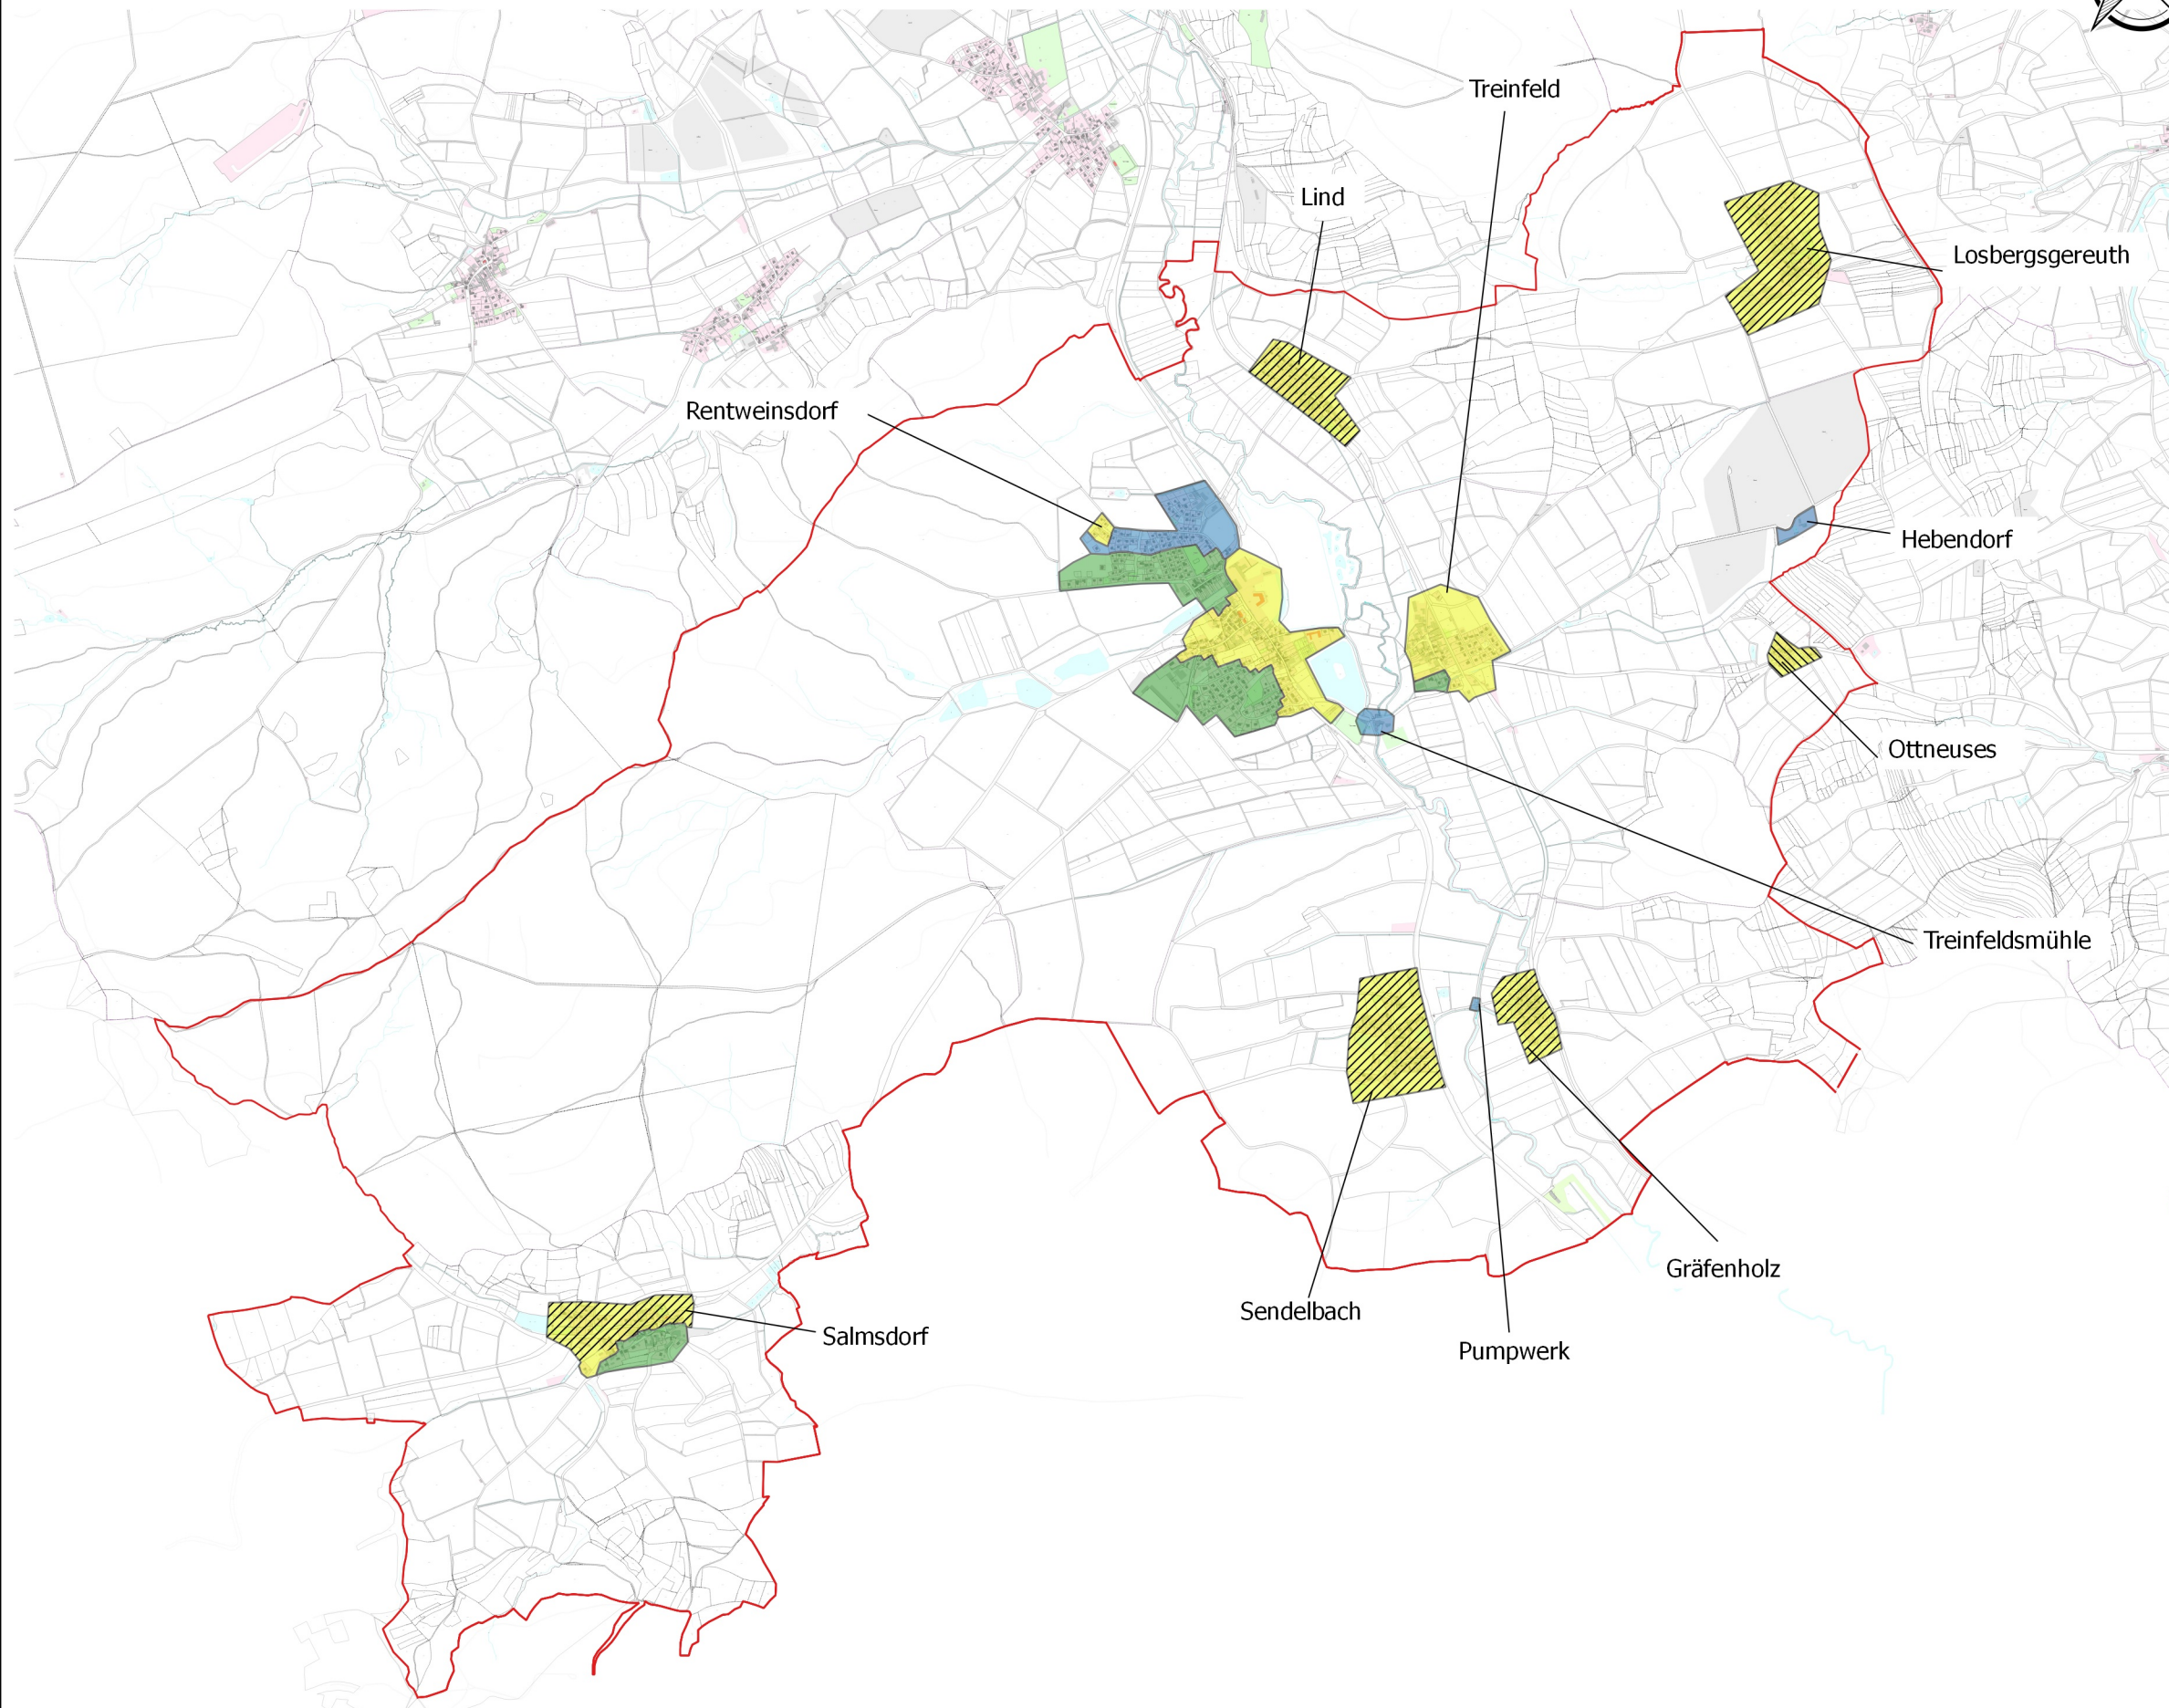 Treinfeld
Lind
Losbergsgereuth
Rentweinsdorf
Hebendorf
Ottneuses
Treinfeldsmühle
Gräfenholz
Sendelbach
Salmsdorf
Pumpwerk